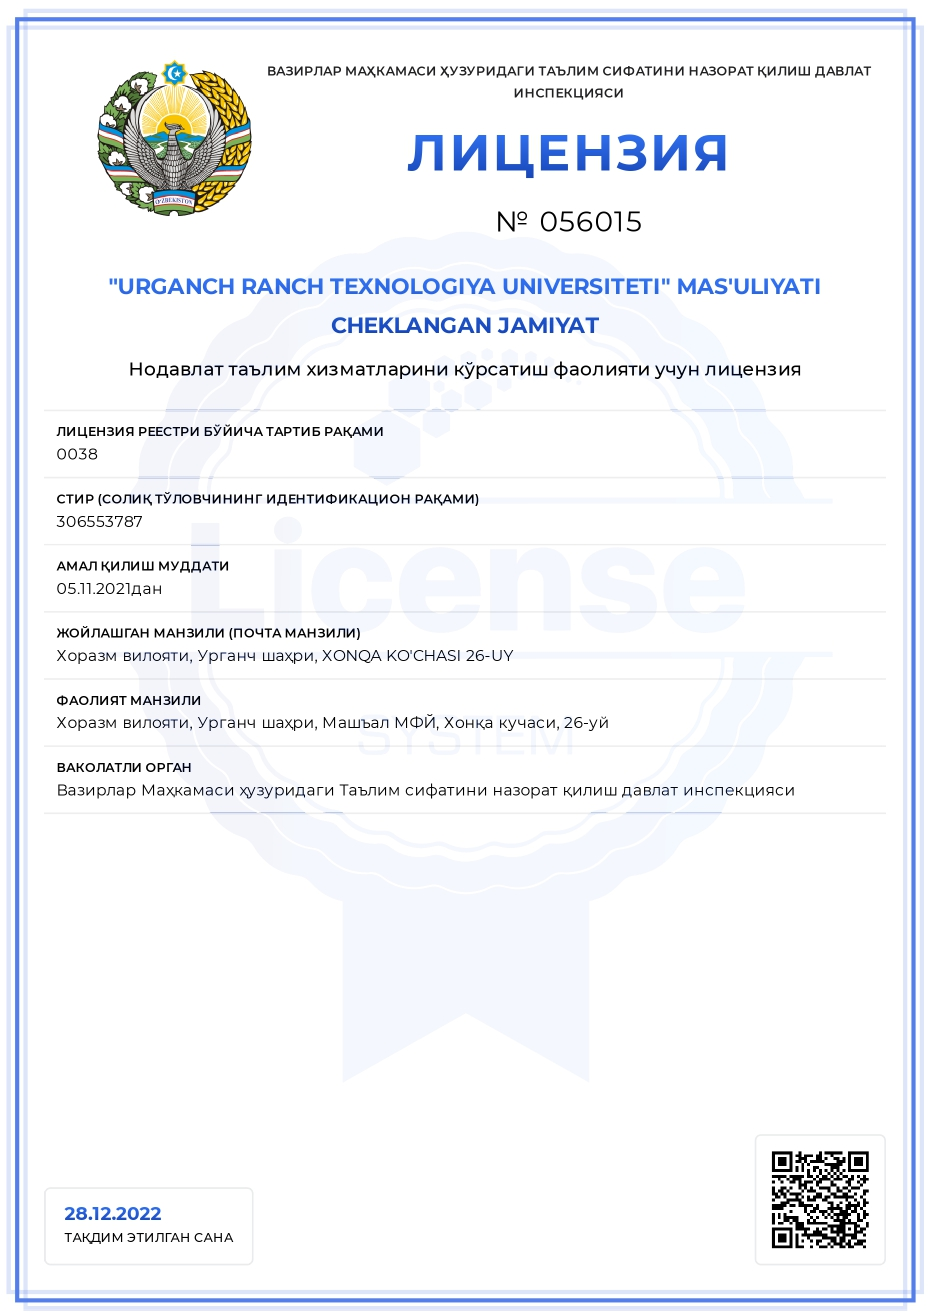 ВАЗИРЛАР МАҲКАМАСИ ҲУЗУРИДАГИ ТАЪЛИМ СИФАТИНИ НАЗОРАТ ҚИЛИШ ДАВЛАТ
ИНСПЕКЦИЯСИ
ЛИЦЕНЗИЯ
№ 056015
O'ZBEKISTON
"URGANCH RANCH TEXNOLOGIYA UNIVERSITETI" MAS'ULIYATI
CHEKLANGAN JAMIYAT
Нодавлат таълим хизматларини кўрсатиш фаолияти учун лицензия
ЛИЦЕНЗИЯ РЕЕСТРИ БЎЙИЧА ТАРТИБ РАҚАМИ
0038
СТИР (СОЛИҚ ТЎЛОВЧИНИНГ ИДЕНТИФИКАЦИОН РАҚАМИ)
306553787
АМАЛ ҚИЛИШ МУДДАТИ
05.11.2021дан
License
ЖОЙЛАШГАН МАНЗИЛИ (ПОЧТА МАНЗИЛИ)
Хоразм вилояти, Урганч шаҳри, XONQA KO'CHASI 26-UY
ФАОЛИЯТ МАНЗИЛИ
Хоразм вилояти, Урганч шаҳри, Машъал МФЙ, Хонқа кучаси, 26-уй
SYSTEM
ВАКОЛАТЛИ ОРГАН
Вазирлар Маҳкамаси ҳузуридаги Таълим сифатини назорат қилиш давлат инспекцияси
28.12.2022
ТАҚДИМ ЭТИЛГАН САНА